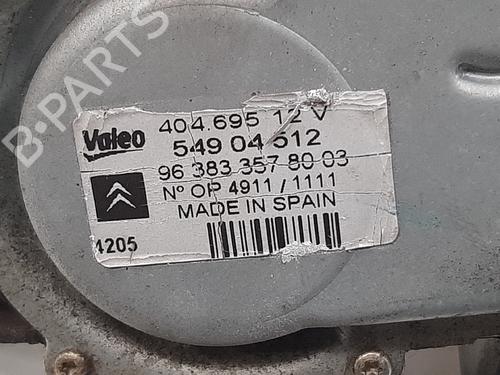 B-PARTS
Valeo 404.695 12 V
549 04 512
96 383 357 80 03
Nº OP 4911 / 1111
MADE IN SPAIN
4205